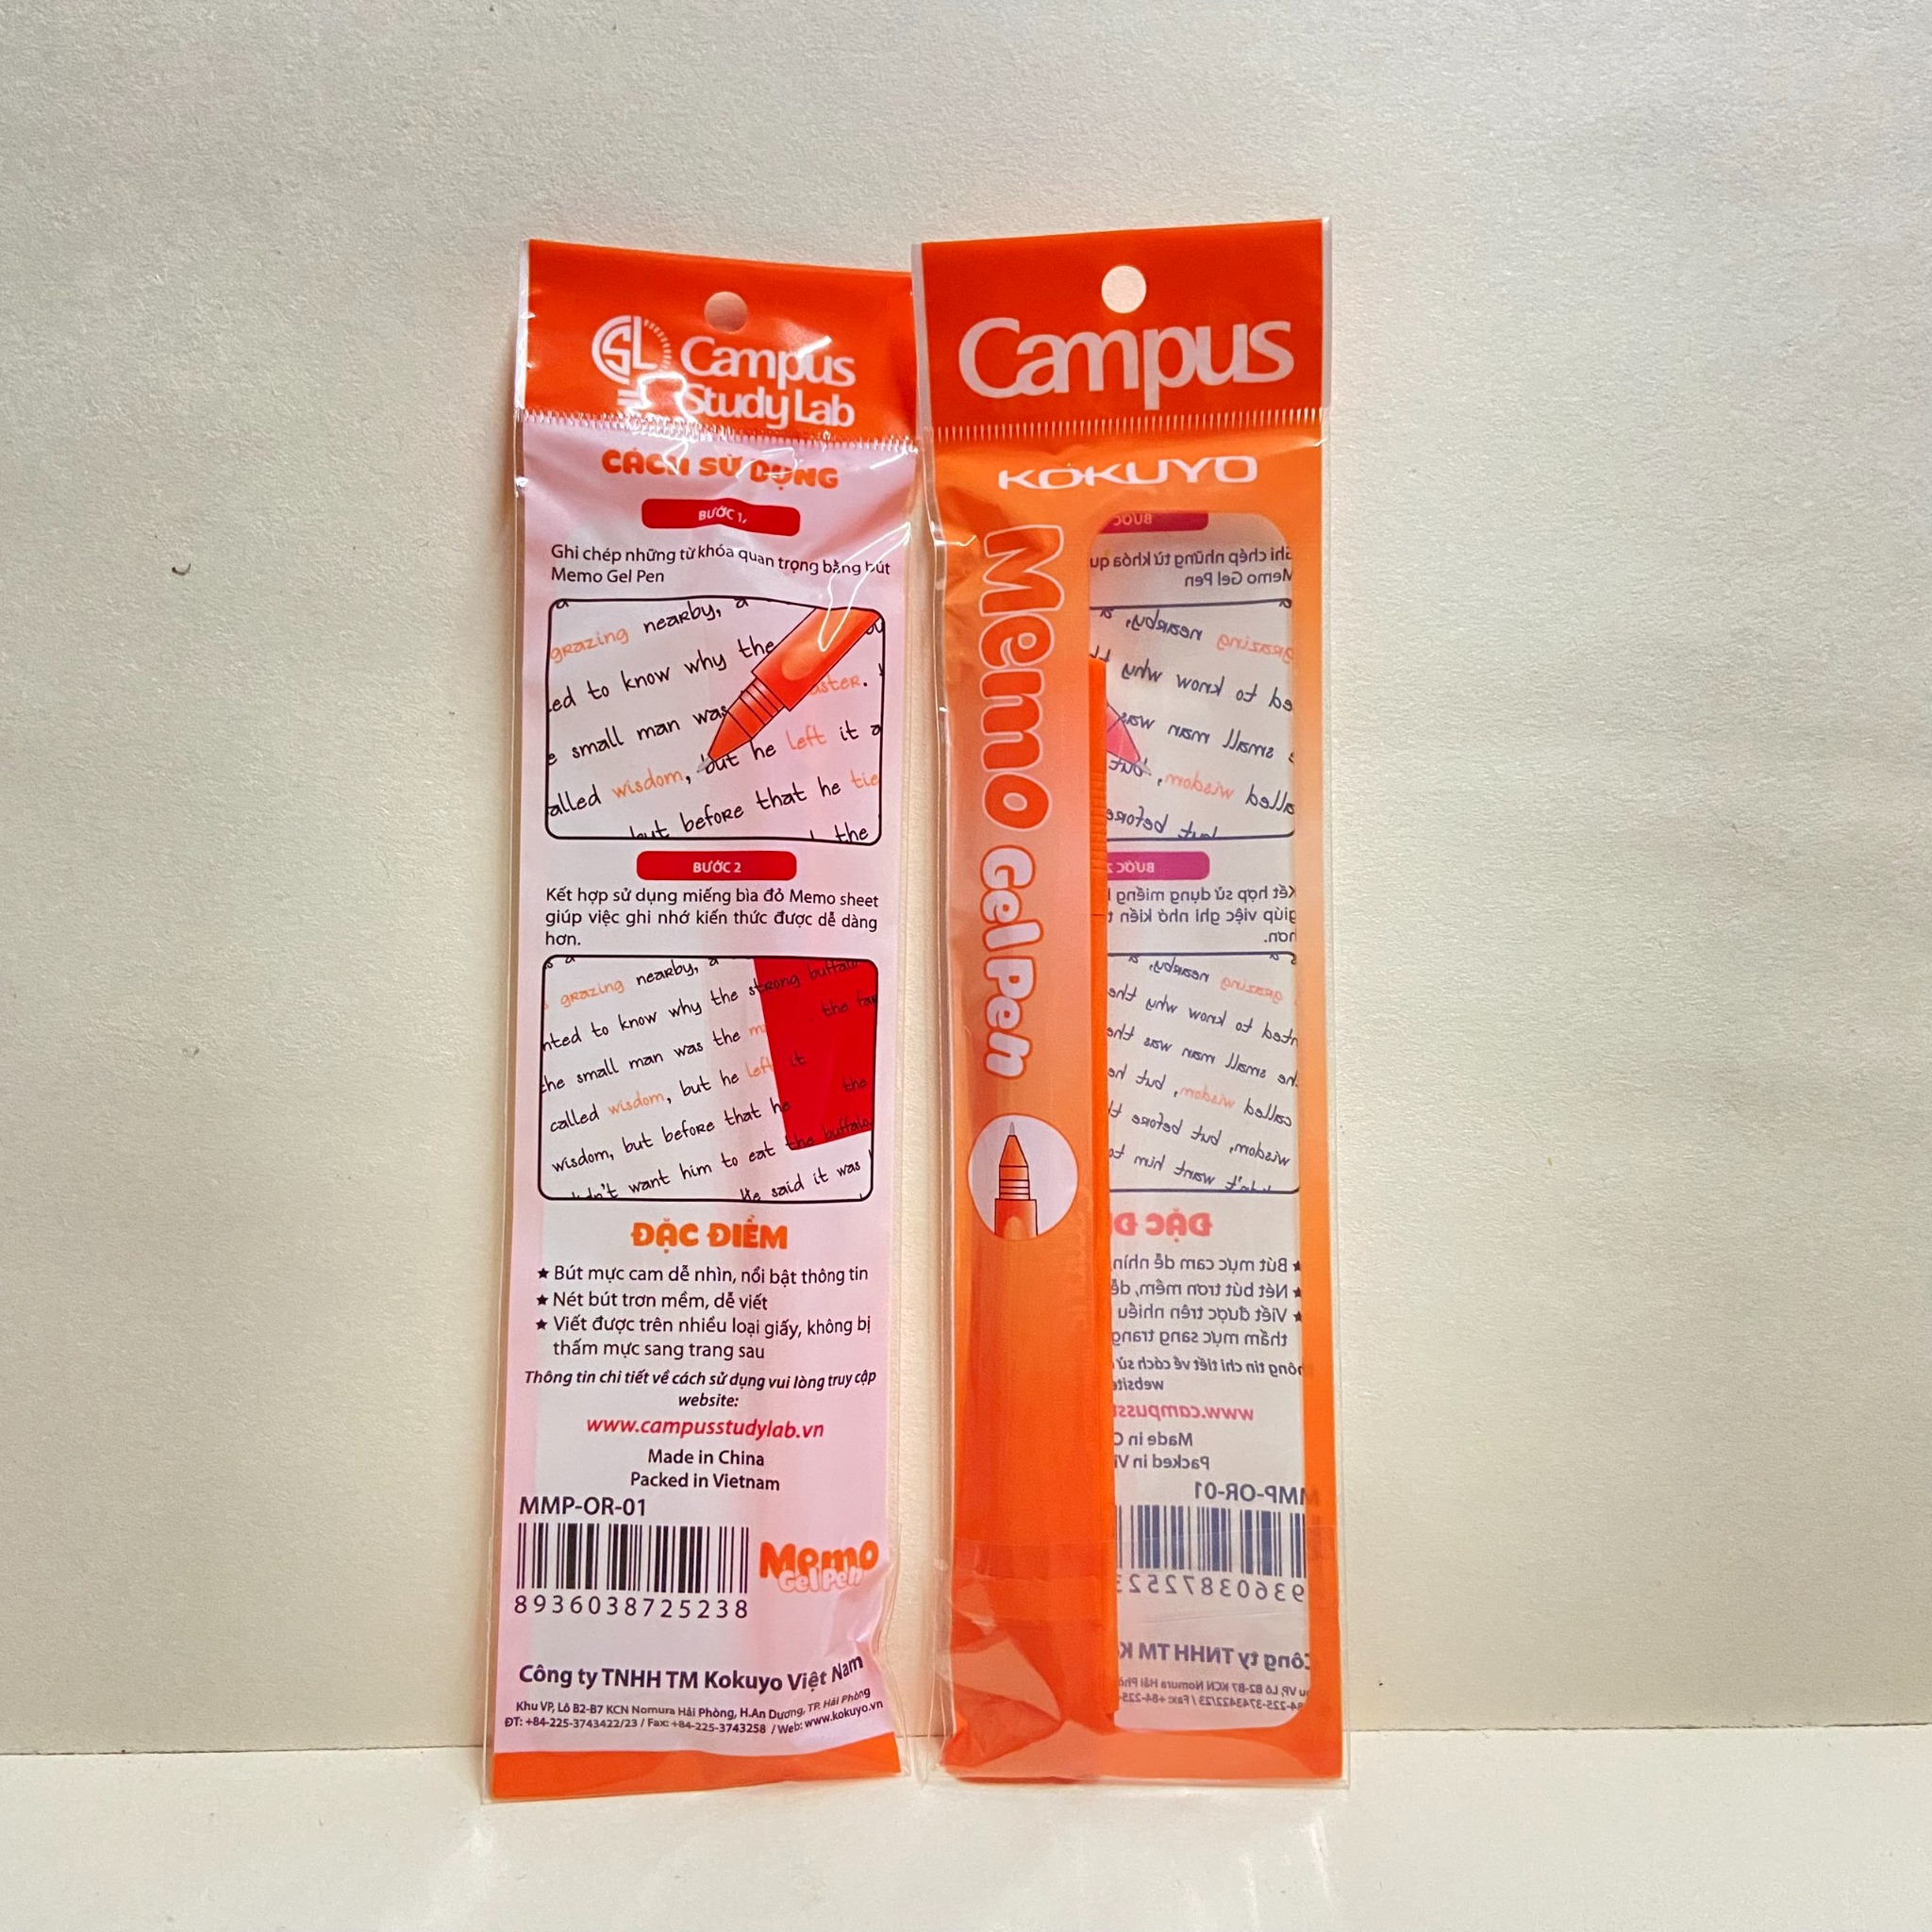 CSL Campus
Study Lab
CÁCH SỬ DỤNG
BƯỚC 1
Ghi chép những từ khóa quan trọng bằng bút
Memo Gel Pen
grazing nearby, a
ed to know why the
aster.
e small man was
but he left it a
alled wisdom,
but before that he tie
the
BƯỚC 2
Kết hợp sử dụng miếng bìa đỏ Memo sheet
giúp việc ghi nhớ kiến thức được dễ dàng
hơn.
grazing nearby, a
nted to know why the strong buffalo
the small man was the ma the far
called wisdom, but he left it
wisdom, but before that he the
didn't want him to eat the buffalo.
He said it was
ĐẶC ĐIỂM
★ Bút mực cam dễ nhìn, nổi bật thông tin
★ Nét bút trơn mềm, dễ viết
★ Viết được trên nhiều loại giấy, không bị
thấm mực sang trang sau
Thông tin chi tiết về cách sử dụng vui lòng truy cập
website:
www.campusstudylab.vn
Made in China
Packed in Vietnam
MMP-OR-01
8936038725238
Memo
Gel Pen
Công ty TNHH TM Kokuyo Việt Nam
Khu VP, Lô B2-B7 KCN Nomura Hải Phòng, H.An Dương, TP. Hải Phòng
ĐT: +84-225-3743422/23 / Fax: +84-225-3743258 / Web: www.kokuyo.vn
Campus
KOKUYO
Memo Gel Pen